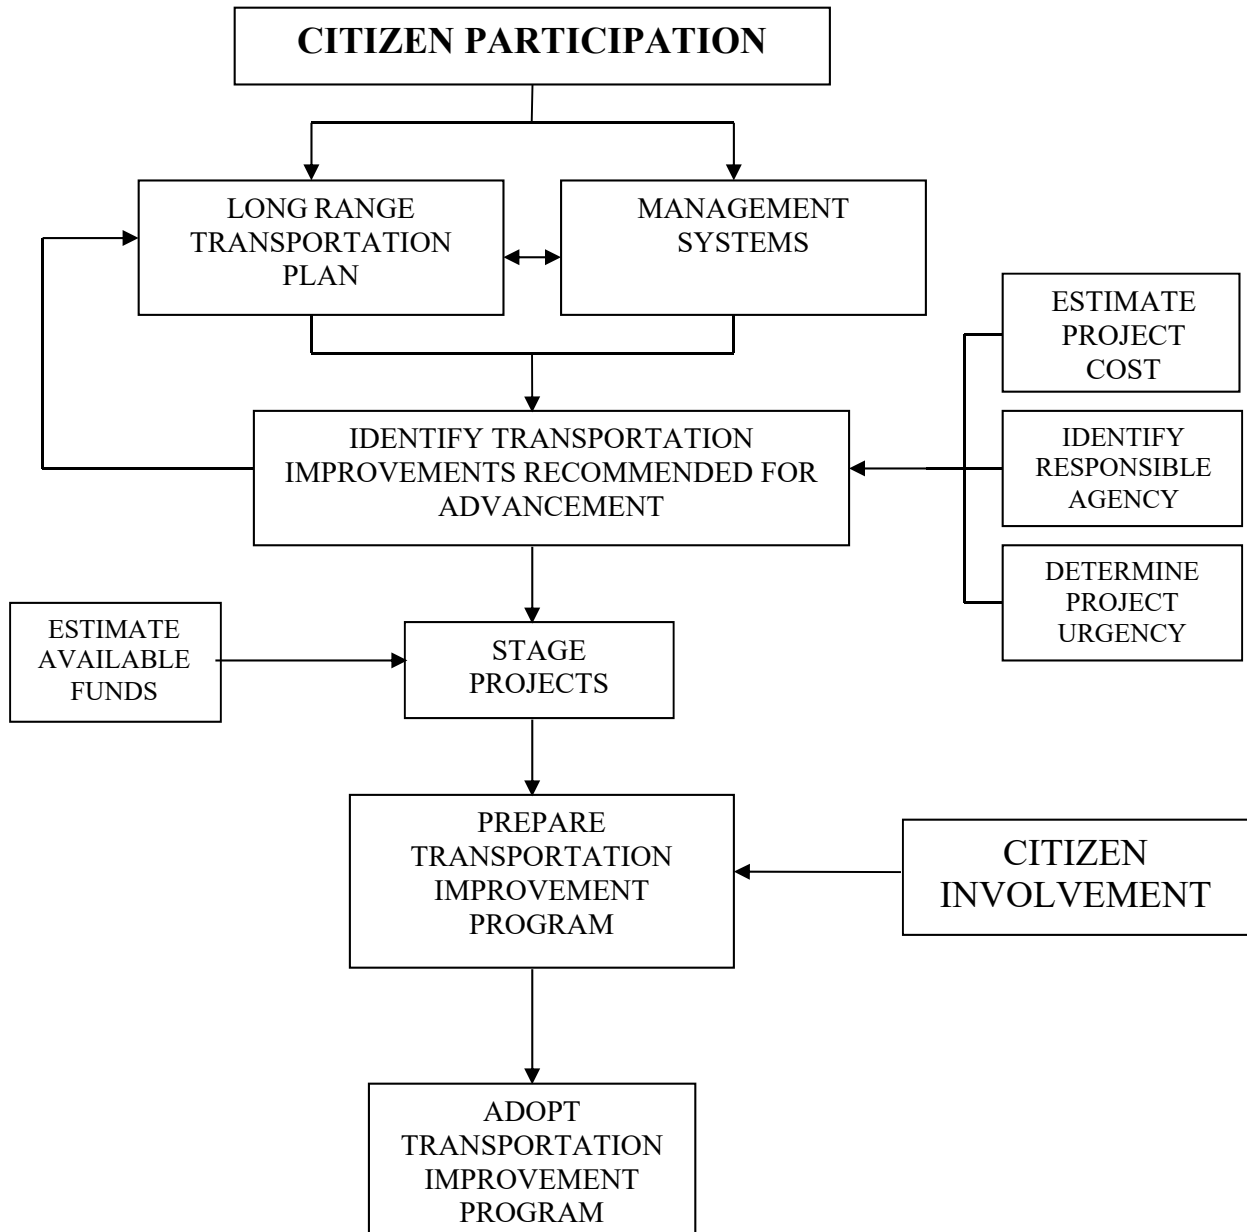 CITIZEN PARTICIPATION
LONG RANGE
TRANSPORTATION
PLAN
MANAGEMENT
SYSTEMS
ESTIMATE
PROJECT
COST
IDENTIFY TRANSPORTATION
IMPROVEMENTS RECOMMENDED FOR
ADVANCEMENT
IDENTIFY
RESPONSIBLE
AGENCY
DETERMINE
PROJECT
URGENCY
ESTIMATE
AVAILABLE
FUNDS
STAGE
PROJECTS
PREPARE
TRANSPORTATION
IMPROVEMENT
PROGRAM
CITIZEN
INVOLVEMENT
ADOPT
TRANSPORTATION
IMPROVEMENT
PROGRAM